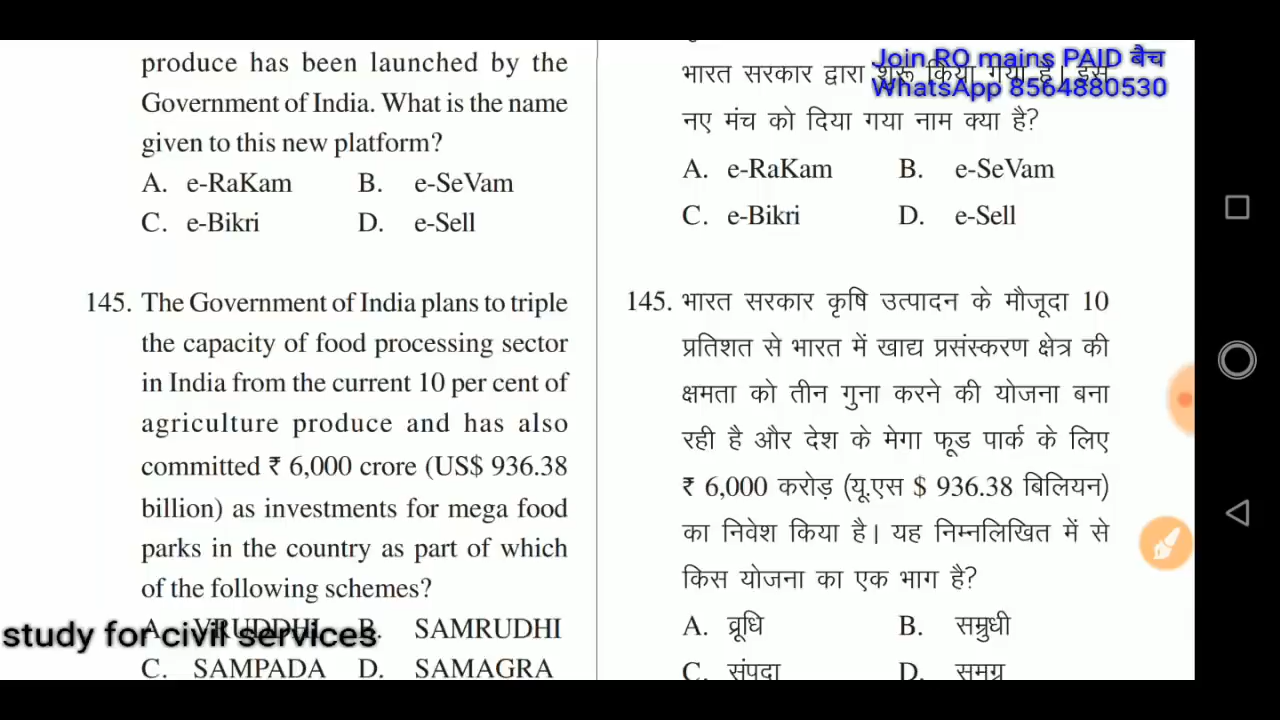 produce has been launched by the
Government of India. What is the name
given to this new platform?
A. e-RaKam B. e-SeVam
C. e-Bikri D. e-Sell
145. The Government of India plans to triple
the capacity of food processing sector
in India from the current 10 per cent of
agriculture produce and has also
committed ₹ 6,000 crore (US$ 936.38
billion) as investments for mega food
parks in the country as part of which
of the following schemes?
A. VRUDDHI B. SAMRUDHI
C. SAMPADA D. SAMAGRA
Join RO mains PAID बैच
WhatsApp 8564880530
भारत सरकार द्वारा शुरू किया गया है। इस
नए मंच को दिया गया नाम क्या है?
A. e-RaKam B. e-SeVam
C. e-Bikri D. e-Sell
145. भारत सरकार कृषि उत्पादन के मौजूदा 10
प्रतिशत से भारत में खाद्य प्रसंस्करण क्षेत्र की
क्षमता को तीन गुना करने की योजना बना
रही है और देश के मेगा फूड पार्क के लिए
₹ 6,000 करोड़ (यू.एस $ 936.38 बिलियन)
का निवेश किया है। यह निम्नलिखित में से
किस योजना का एक भाग है?
A. व्रूधि B. सम्रुधी
C. संपदा D. समग्र
study for civil services